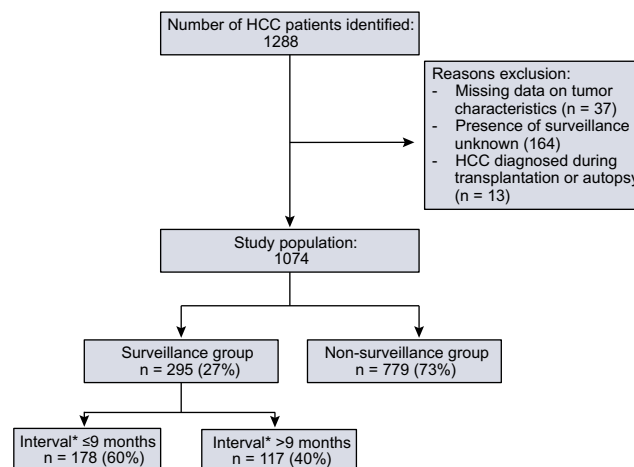 Number of HCC patients identified:
1288
Reasons exclusion:
- Missing data on tumor
characteristics (n = 37)
- Presence of surveillance
unknown (164)
- HCC diagnosed during
transplantation or autopsy
(n = 13)
Study population:
1074
Surveillance group
n = 295 (27%)
Non-surveillance group
n = 779 (73%)
Interval* ≤9 months
n = 178 (60%)
Interval* >9 months
n = 117 (40%)